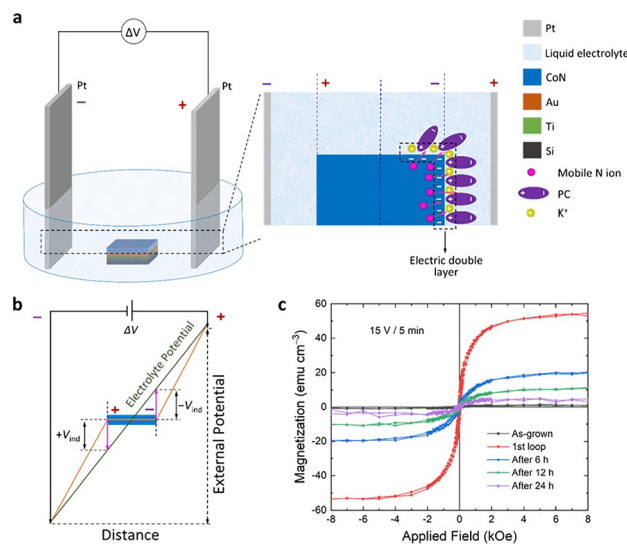 a
ΔV
Pt
−
Pt
+
−
+
−
+
Electric double
layer
Pt
Liquid electrolyte
CoN
Au
Ti
Si
Mobile N ion
PC
K⁺
b
−
+
ΔV
Electrolyte Potential
+
−
+Vind
−Vind
External Potential
Distance
c
15 V / 5 min
Magnetization (emu cm⁻³)
60
40
20
0
-20
-40
-60
As-grown
1st loop
After 6 h
After 12 h
After 24 h
-8 -6 -4 -2 0 2 4 6 8
Applied Field (kOe)